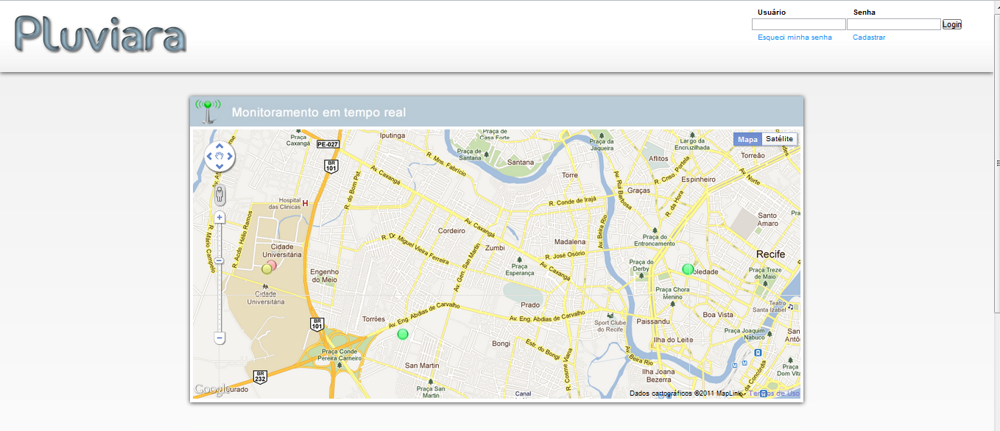 Pluviara
Usuário
Senha
Login
Esqueci minha senha
Cadastrar
Monitoramento em tempo real
Mapa
Satélite
Praça
Caxangá
PE-027
Iputinga
Praça de
Casa Forte
Praça da
Jaqueira
Largo da
Encruzilhada
BR
101
Praça de
Santana
Santana
Aflitos
Torreão
R. Mns. Fabrício
Av. Caxangá
R. do Bom Pst.
Torre
Av. Rui Barbosa
R. Cnso. Portela
Espinheiro
Av. Norte
Graças
R. da Hora
Hospital
das Clínicas
H
R. Conde de Irajá
R. Acdo. Hélio Ramos
R. Mário Campelo
Av. Caxangá
Av. Beira Rio
Santo
Amaro
Cordeiro
R. Dr. Miguel Vieira Ferreira
Av. Gen. San Martin
Zumbi
Madalena
Praça do
Entroncamento
Cidade
Universitária
R. José Osório
Recife
Praça
Esperança
Av. Caxangá
Praça do
Derby
Engenho
do Meio
Praça Treze
de Maio
Cidade
Universitária
Praça Chora
Menino
Prado
Teatro
Santa Izabel
Av. Eng. Abdias de Carvalho
Av. Eng. Abdias de Carvalho
Torrões
BR
101
Sport Clube
do Recife
Paissandu
Boa Vista
Praça Joaquim
Nabuco
Ilha do Leite
Bongi
Estr. do Bongi
Praça Conde
Pereira Carneiro
Av. Beira Rio
R. Cosme Viana
San Martin
Ilha Joana
Bezerra
BR
232
Google
Praça San
Martin
Canal
Dados cartográficos ©2011 MapLink - Termos de Uso